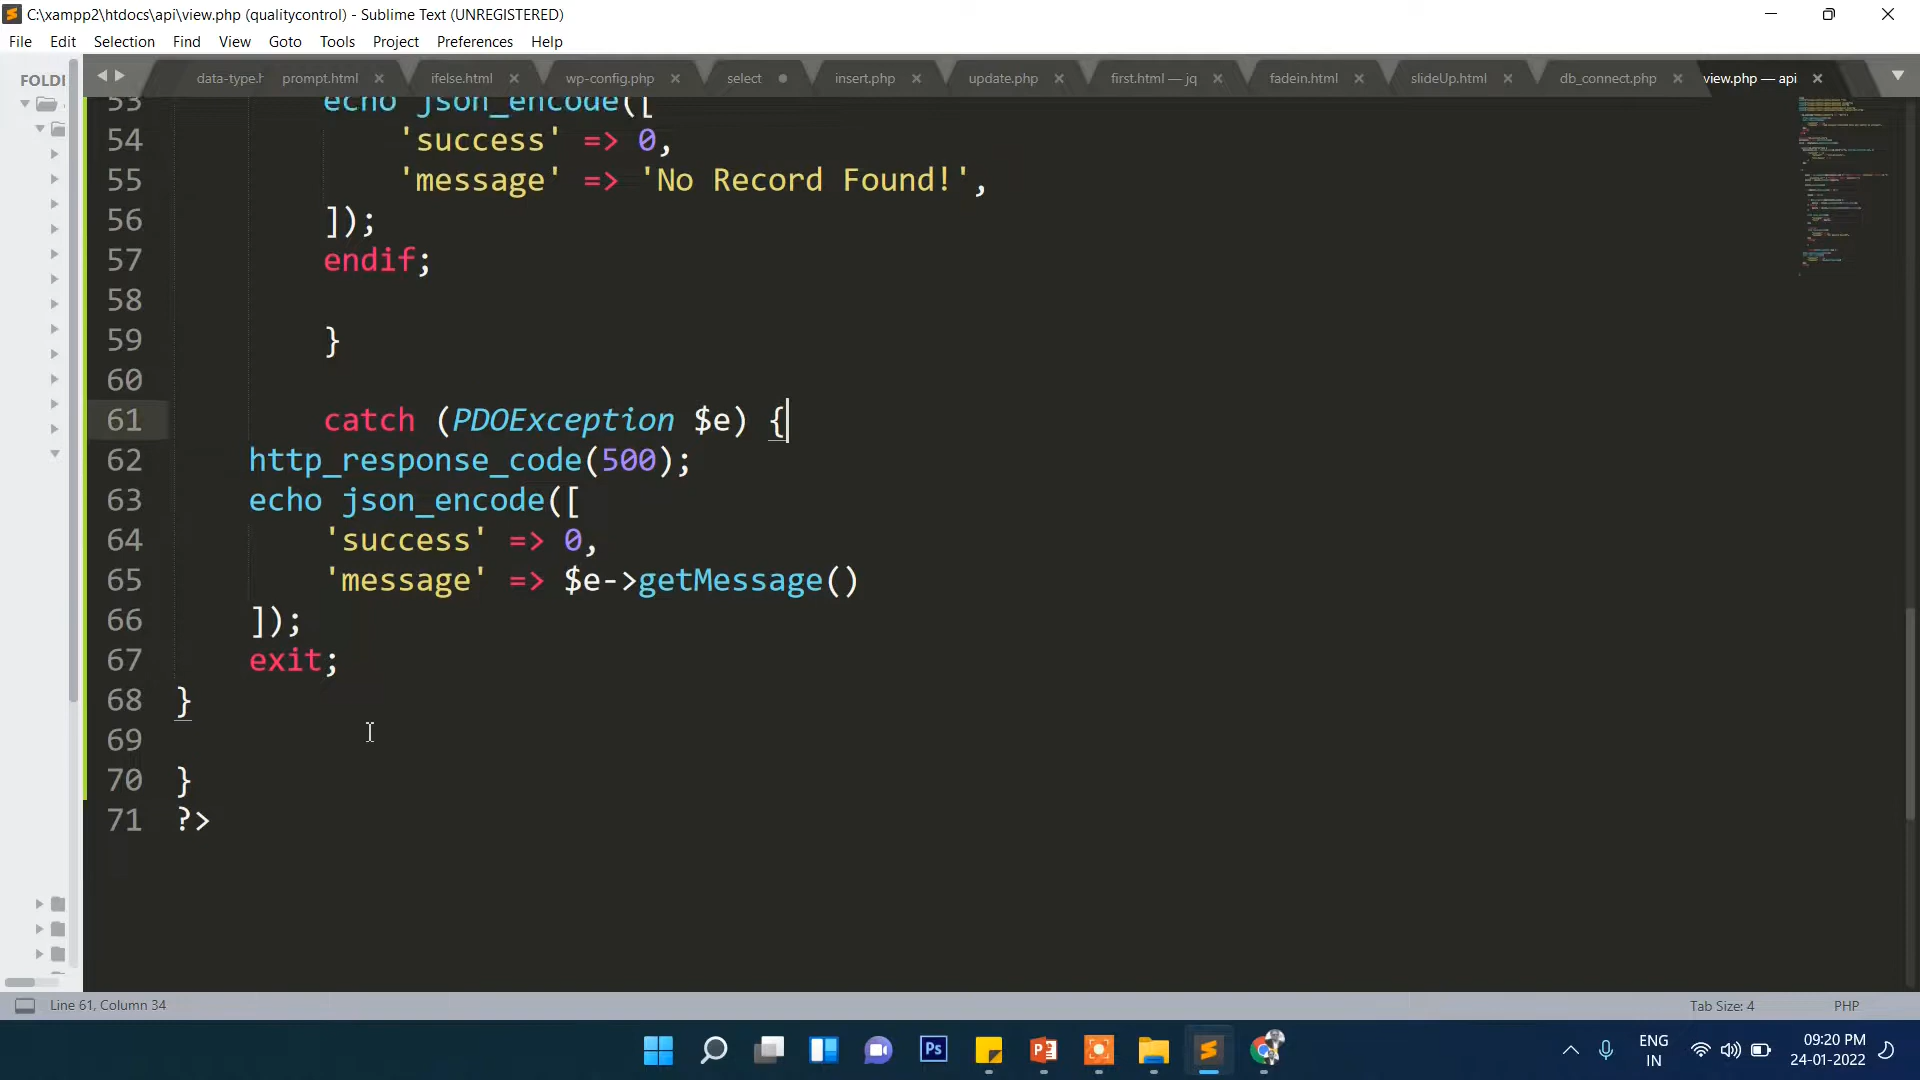 C:\xampp2\htdocs\api\view.php (qualitycontrol) - Sublime Text (UNREGISTERED)
File Edit Selection Find View Goto Tools Project Preferences Help
FOLDI
data-type.h prompt.html ifelse.html wp-config.php select insert.php update.php first.html — jq fadein.html slideUp.html db_connect.php view.php — api
53 echo json_encode([
54 'success' => 0,
55 'message' => 'No Record Found!',
56 ]);
57 endif;
58
59 }
60
61 catch (PDOException $e) {
62 http_response_code(500);
63 echo json_encode([
64 'success' => 0,
65 'message' => $e->getMessage()
66 ]);
67 exit;
68 }
69
70 }
71 ?>
Line 61, Column 34 Tab Size: 4 PHP
Ps
ENG
IN
09:20 PM
24-01-2022